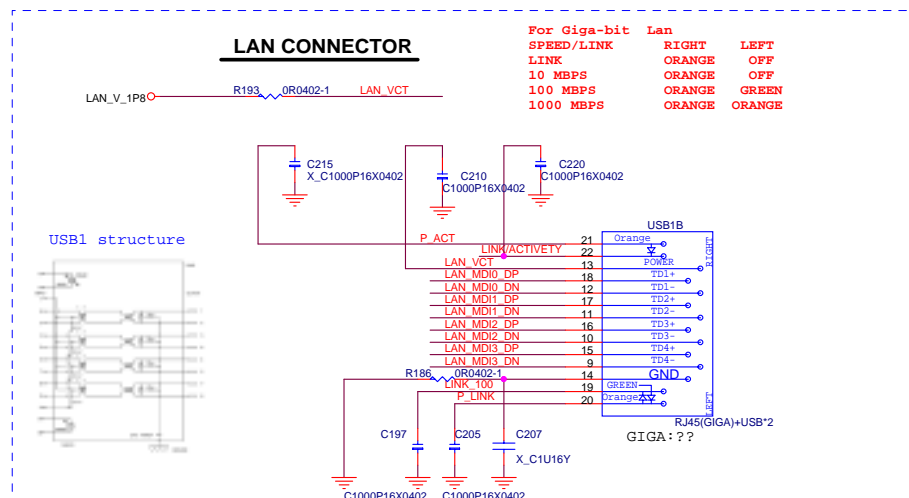 For Giga-bit Lan
LAN CONNECTOR
SPEED/LINK RIGHT LEFT
LINK ORANGE OFF
10 MBPS ORANGE OFF
100 MBPS ORANGE GREEN
1000 MBPS ORANGE ORANGE
LAN_V_1P8
R193 0R0402-1 LAN_VCT
C215
X_C1000P16X0402
C210
C1000P16X0402
C220
C1000P16X0402
USB1 structure
USB1B
P_ACT 21 Orange
LINK/ACTIVETY 22
RIGHT
LAN_VCT 13 POWER
LAN_MDI0_DP 18 TD1+
LAN_MDI0_DN 12 TD1-
LAN_MDI1_DP 17 TD2+
LAN_MDI1_DN 11 TD2-
LAN_MDI2_DP 16 TD3+
LAN_MDI2_DN 10 TD3-
LAN_MDI3_DP 15 TD4+
LAN_MDI3_DN 9 TD4-
R186 0R0402-1 14 GND
LINK_100 19 GREEN
P_LINK 20 Orange
LEFT
RJ45(GIGA)+USB*2
GIGA:??
C197
C205
C207
X_C1U16Y
C1000P16X0402
C1000P16X0402